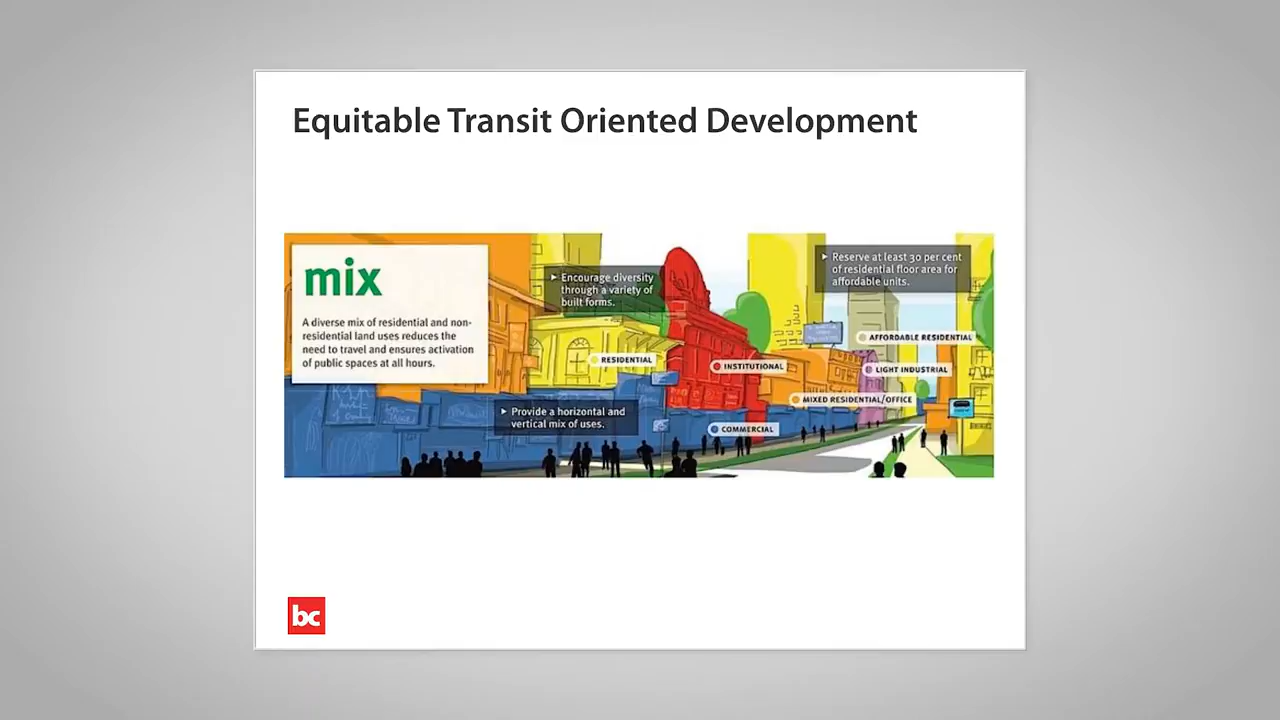 Equitable Transit Oriented Development
mix
A diverse mix of residential and non-
residential land uses reduces the
need to travel and ensures activation
of public spaces at all hours.
Encourage diversity
through a variety of
built forms.
Reserve at least 30 per cent
of residential floor area for
affordable units.
RESIDENTIAL
INSTITUTIONAL
AFFORDABLE RESIDENTIAL
LIGHT INDUSTRIAL
MIXED RESIDENTIAL/OFFICE
Provide a horizontal and
vertical mix of uses.
COMMERCIAL
bc